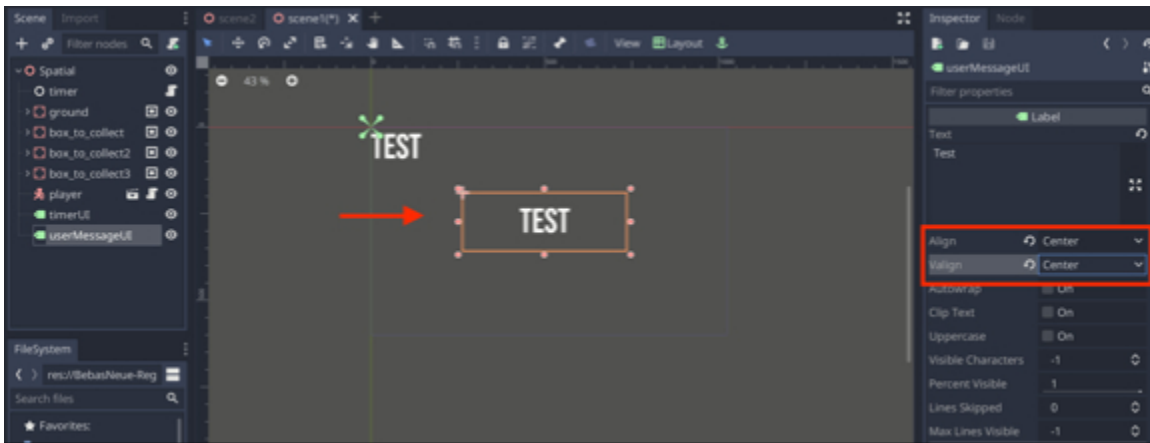 Scene Import
scene2 scene1(*)
Inspector Node
Filter nodes
View Layout
Spatial
timer
ground
box_to_collect
box_to_collect2
box_to_collect3
player
timerUI
userMessageUI
FileSystem
res://BebasNeue-Reg
Search files
Favorites:
43 %
TEST
TEST
userMessageUI
Filter properties
Label
Text
Test
Align Center
Valign Center
Autowrap On
Clip Text On
Uppercase On
Visible Characters -1
Percent Visible 1
Lines Skipped 0
Max Lines Visible -1